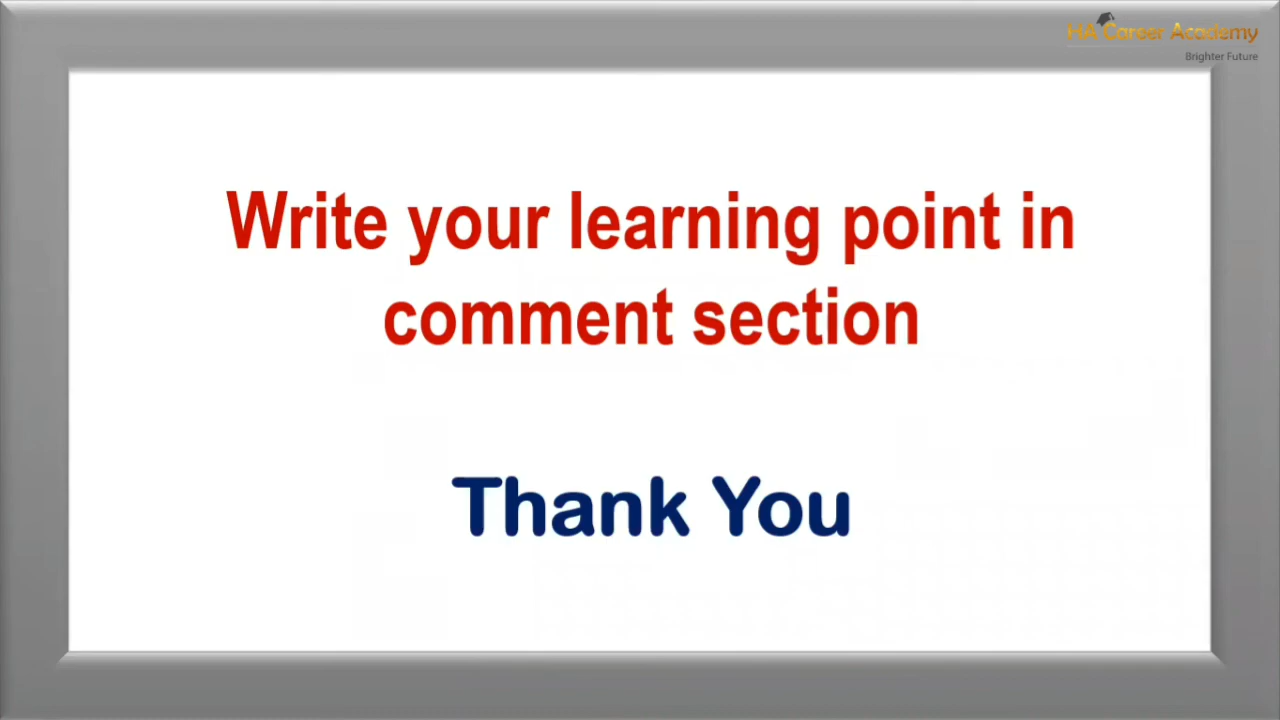 HA Career Academy
Brighter Future
Write your learning point in
comment section
Thank You